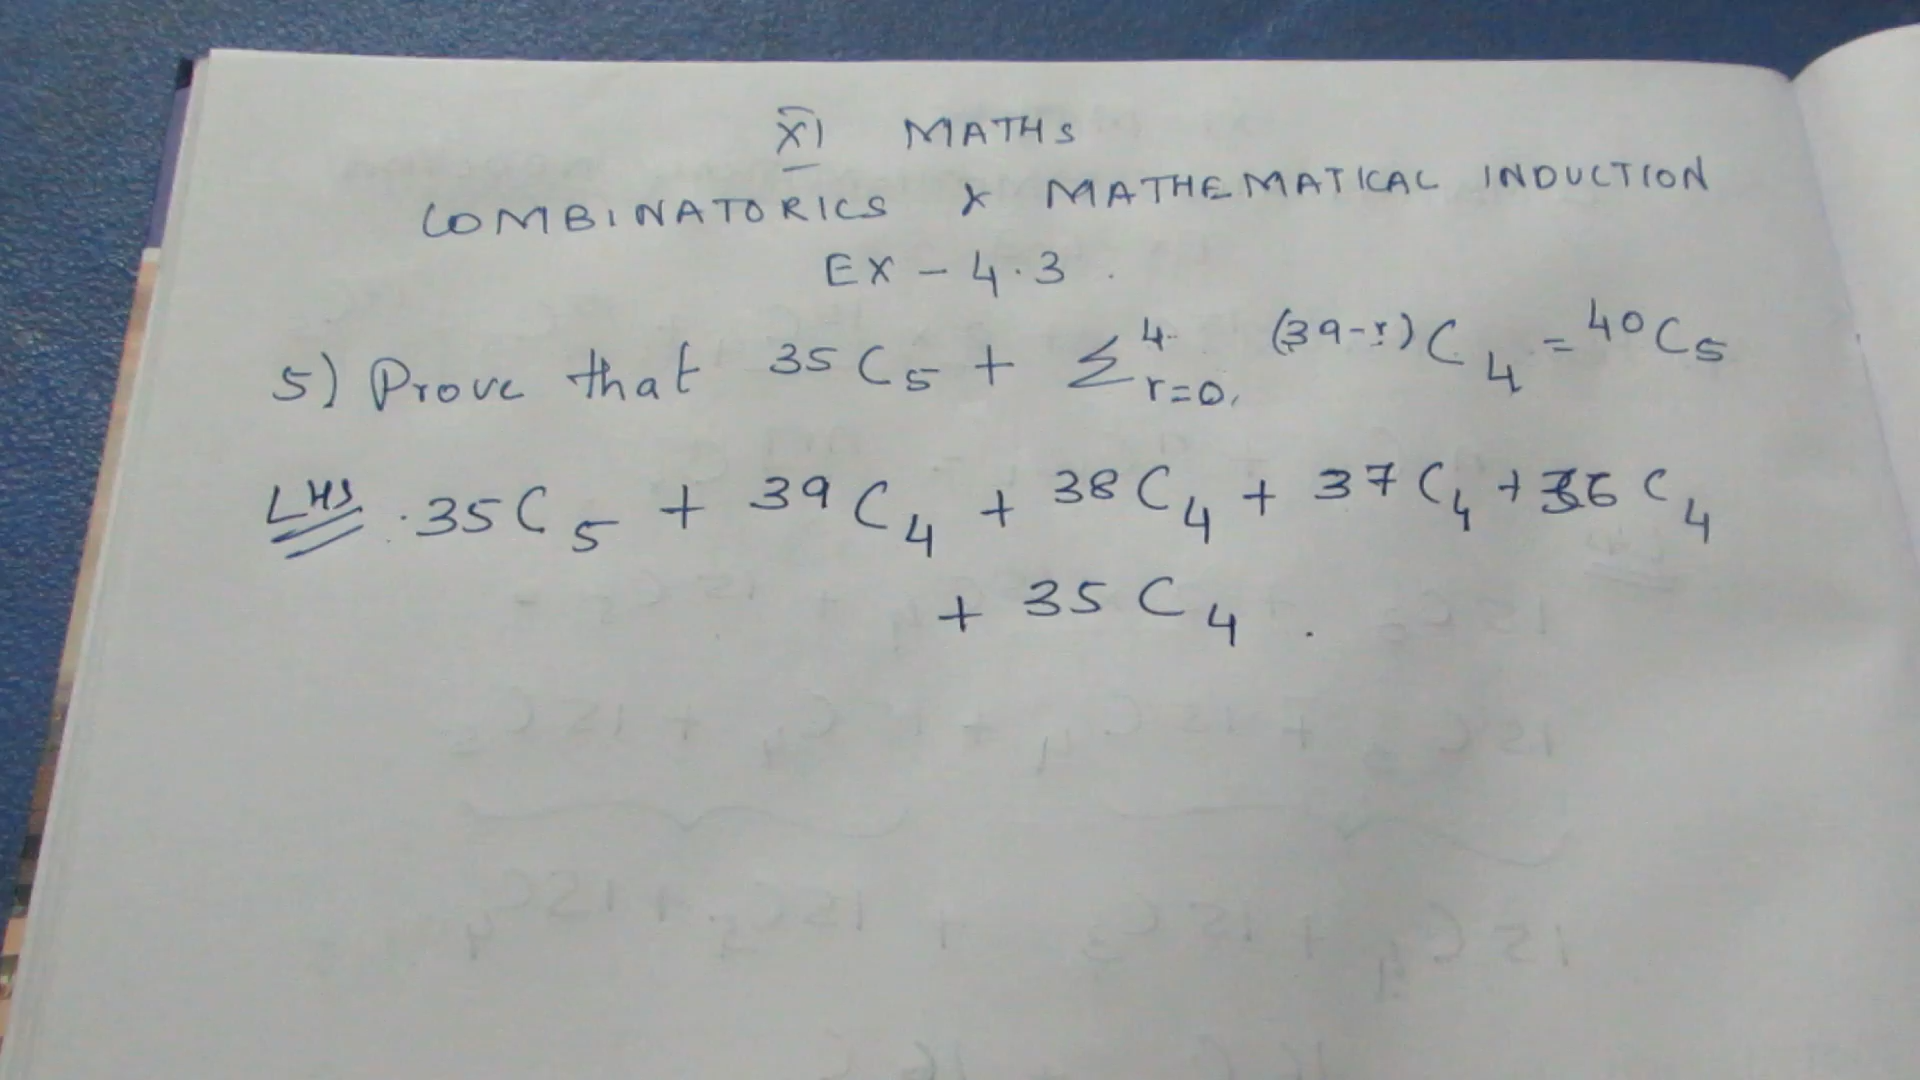 XI MATHS
COMBINATORICS & MATHEMATICAL INDUCTION
EX - 4.3.
5) Prove that 35C₅ + Σ⁴ᵣ₌₀ (39-r)C₄ = 40C₅
LHS 35C₅ + 39C₄ + 38C₄ + 37C₄ + 36C₄
+ 35C₄.